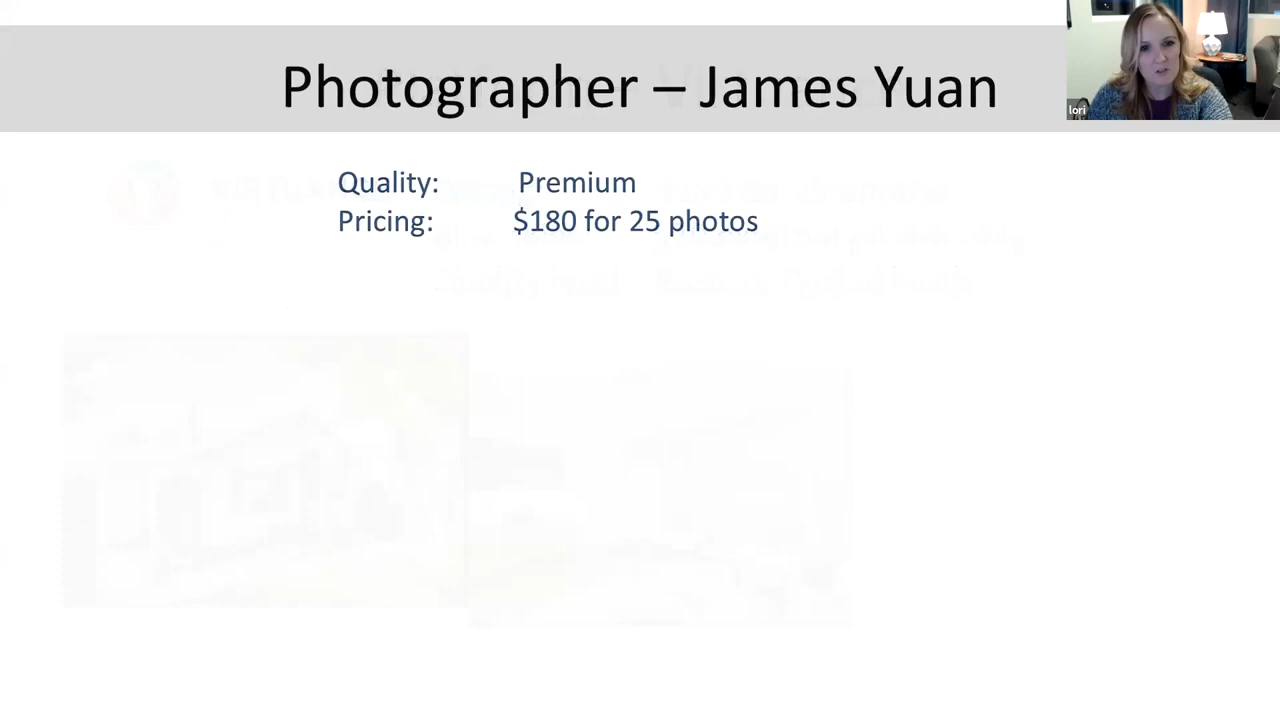 Photographer – James Yuan
lori
Quality: Premium
Pricing: $180 for 25 photos